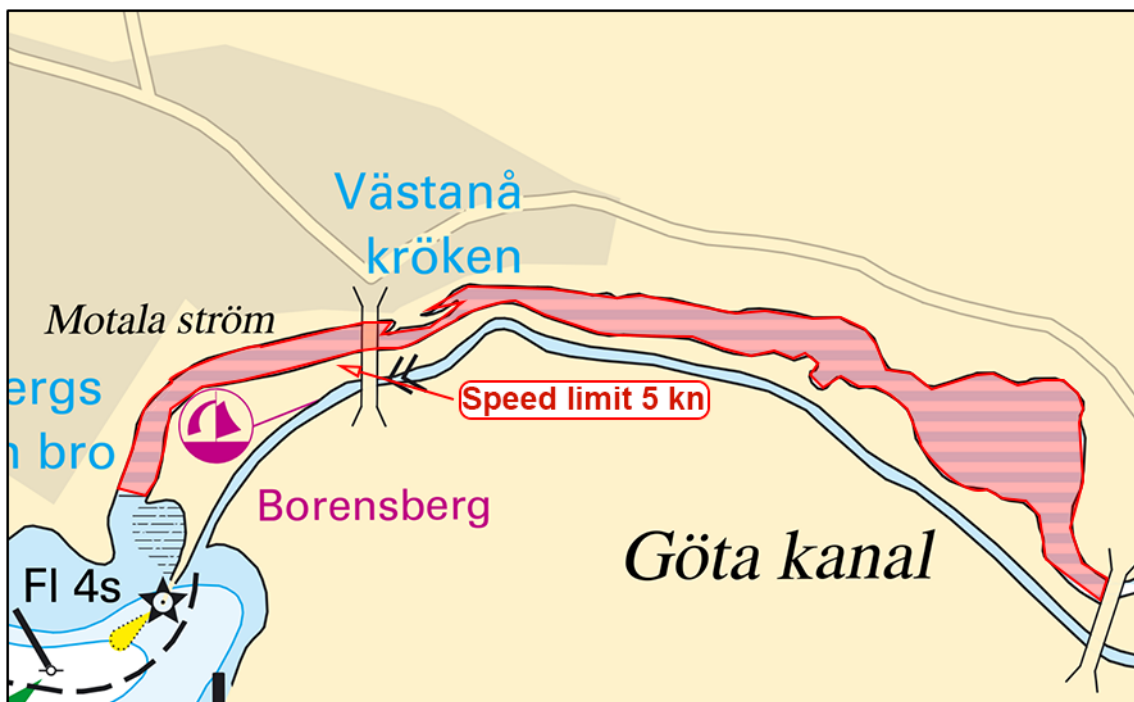 Västanå
kröken
Motala ström
ergs
bro
Speed limit 5 kn
Borensberg
Göta kanal
Fl 4s